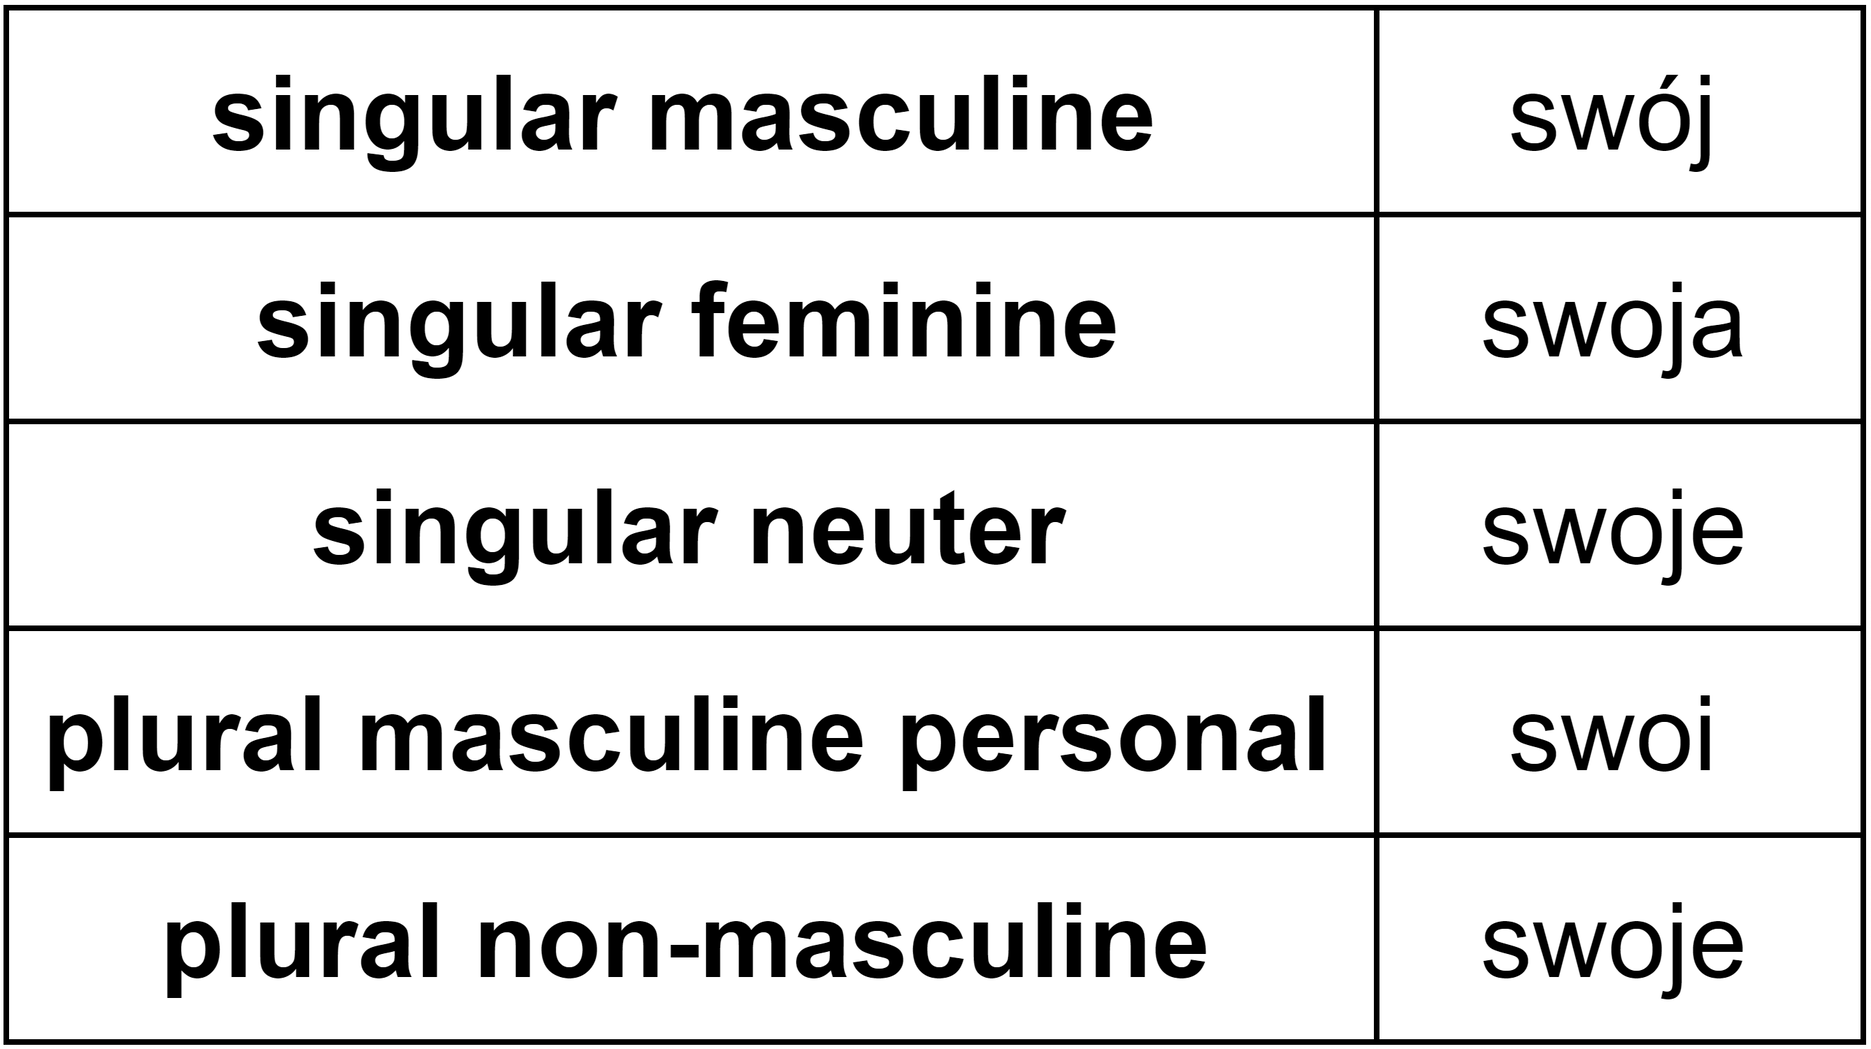 singular masculine swój
singular feminine swoja
singular neuter swoje
plural masculine personal swoi
plural non-masculine swoje